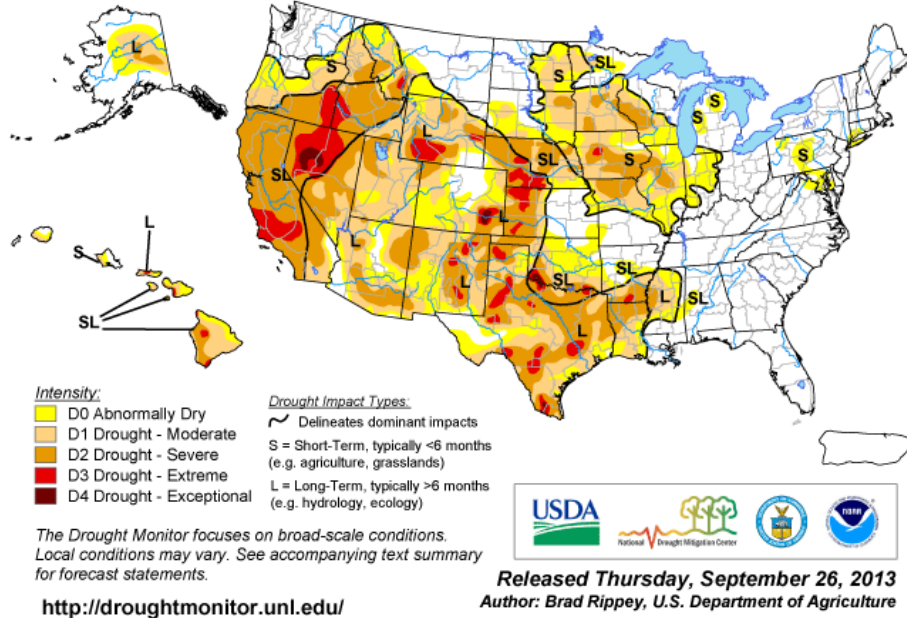 L
S
S
SL
S
S
L
SL
S
SL
L
L
SL
SL
L
L
L
SL
S
L
S
SL
Intensity:
D0 Abnormally Dry
D1 Drought - Moderate
D2 Drought - Severe
D3 Drought - Extreme
D4 Drought - Exceptional
Drought Impact Types:
Delineates dominant impacts
S = Short-Term, typically <6 months
(e.g. agriculture, grasslands)
L = Long-Term, typically >6 months
(e.g. hydrology, ecology)
The Drought Monitor focuses on broad-scale conditions.
Local conditions may vary. See accompanying text summary
for forecast statements.
http://droughtmonitor.unl.edu/
USDA
National Drought Mitigation Center
NOAA
Released Thursday, September 26, 2013
Author: Brad Rippey, U.S. Department of Agriculture